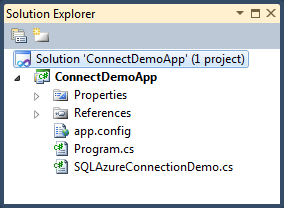 Solution Explorer
Solution 'ConnectDemoApp' (1 project)
ConnectDemoApp
Properties
References
app.config
Program.cs
SQLAzureConnectionDemo.cs